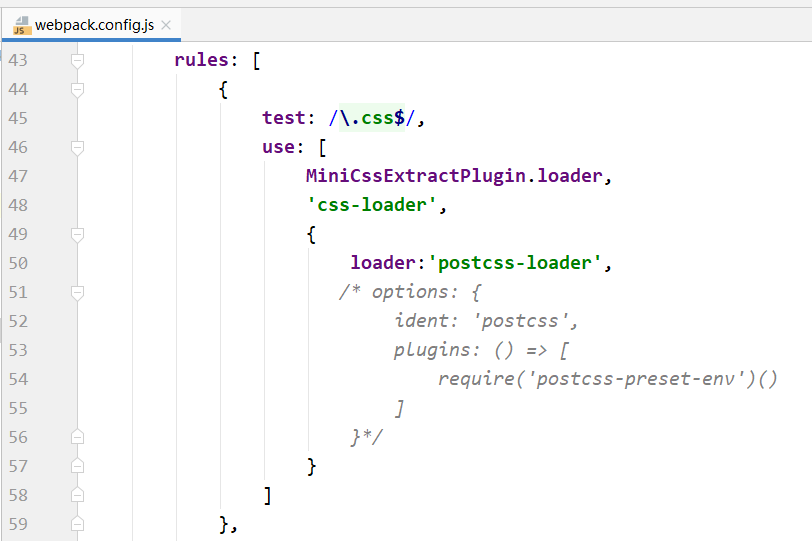 JS webpack.config.js
43 rules: [
44 {
45 test: /\.css$/,
46 use: [
47 MiniCssExtractPlugin.loader,
48 'css-loader',
49 {
50 loader:'postcss-loader',
51 /* options: {
52 ident: 'postcss',
53 plugins: () => [
54 require('postcss-preset-env')()
55 ]
56 }*/
57 }
58 ]
59 },